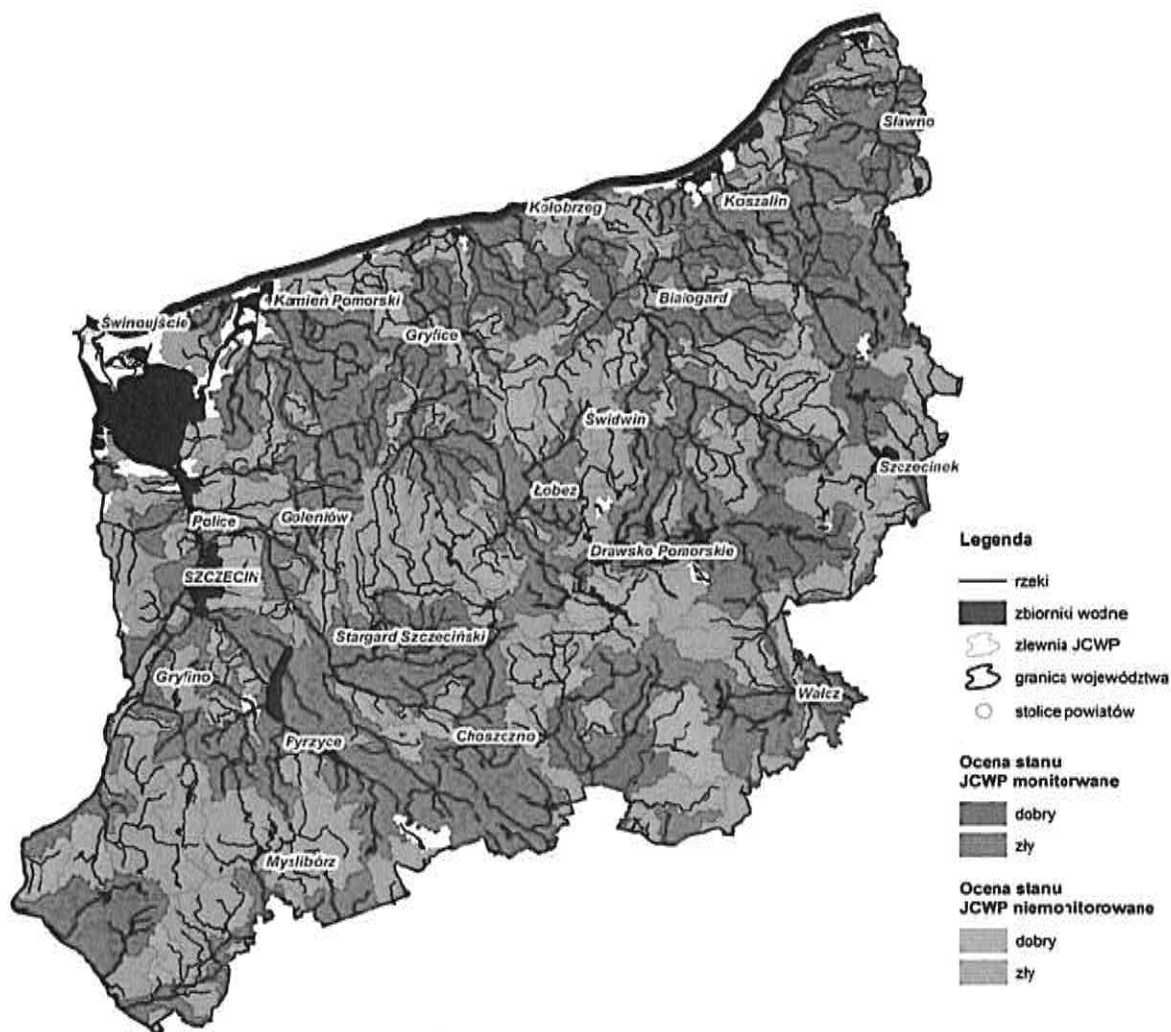 Sławno
Kołobrzeg
Koszalin
Kamień Pomorski
Białogard
Świnoujście
Gryfice
Świdwin
Szczecinek
Łobez
Police
Goleniów
Drawsko Pomorskie
SZCZECIN
Stargard Szczeciński
Gryfino
Wałcz
Pyrzyce
Choszczno
Myślibórz
Legenda
rzeki
zbiorniki wodne
zlewnia JCWP
granica województwa
stolice powiatów
Ocena stanu
JCWP monitorwane
dobry
zły
Ocena stanu
JCWP niemonitorowane
dobry
zły